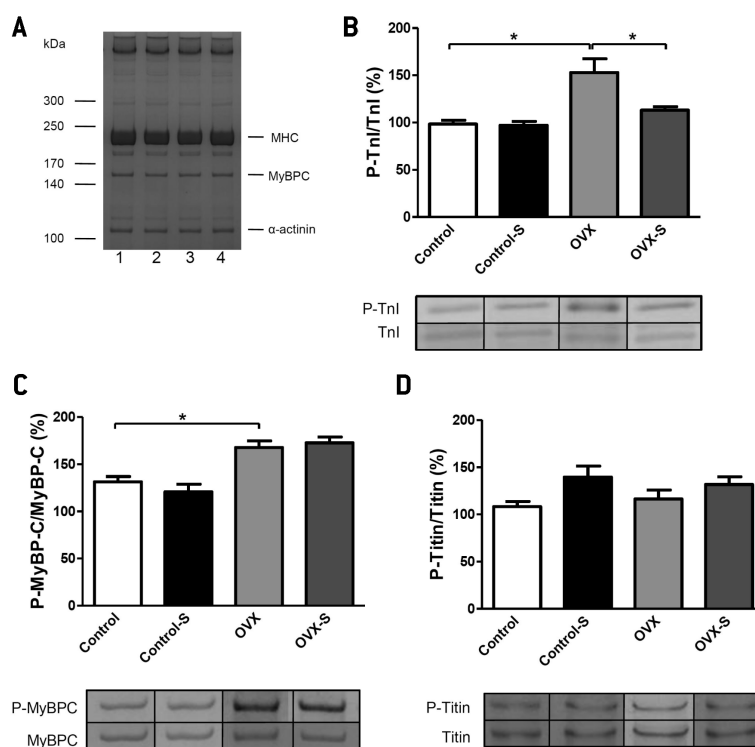 A
kDa
300
250
170
140
100
MHC
MyBPC
α-actinin
1 2 3 4
B
P-TnI/TnI (%)
200
150
100
50
0
* *
Control Control-S OVX OVX-S
P-TnI
TnI
C
P-MyBP-C/MyBP-C (%)
200
150
100
50
0
*
Control Control-S OVX OVX-S
P-MyBPC
MyBPC
D
P-Titin/Titin (%)
200
150
100
50
0
Control Control-S OVX OVX-S
P-Titin
Titin